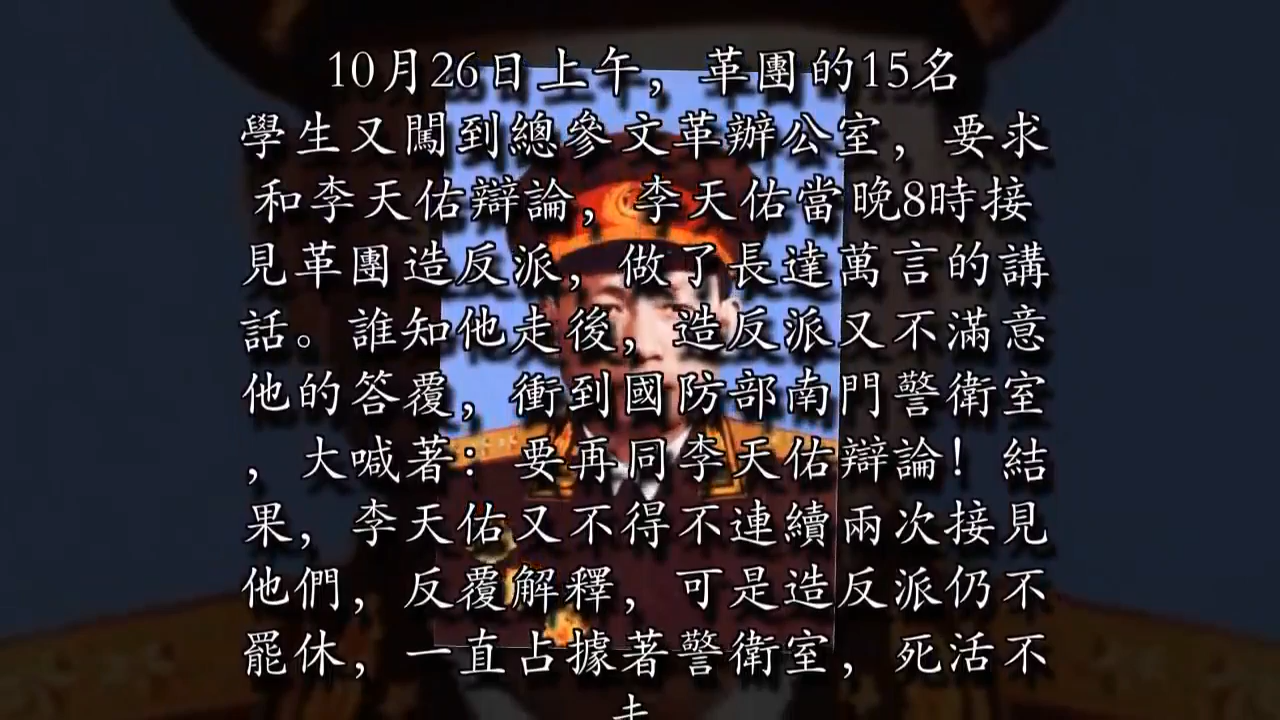 10月26日上午，革團的15名
學生又闖到總參文革辦公室，要求
和李天佑辯論，李天佑當晚8時接
見革團造反派，做了長達萬言的講
話。誰知他走後，造反派又不滿意
他的答覆，衝到國防部南門警衛室
，大喊著：要再同李天佑辯論！結
果，李天佑又不得不連續兩次接見
他們，反覆解釋，可是造反派仍不
罷休，一直占據著警衛室，死活不